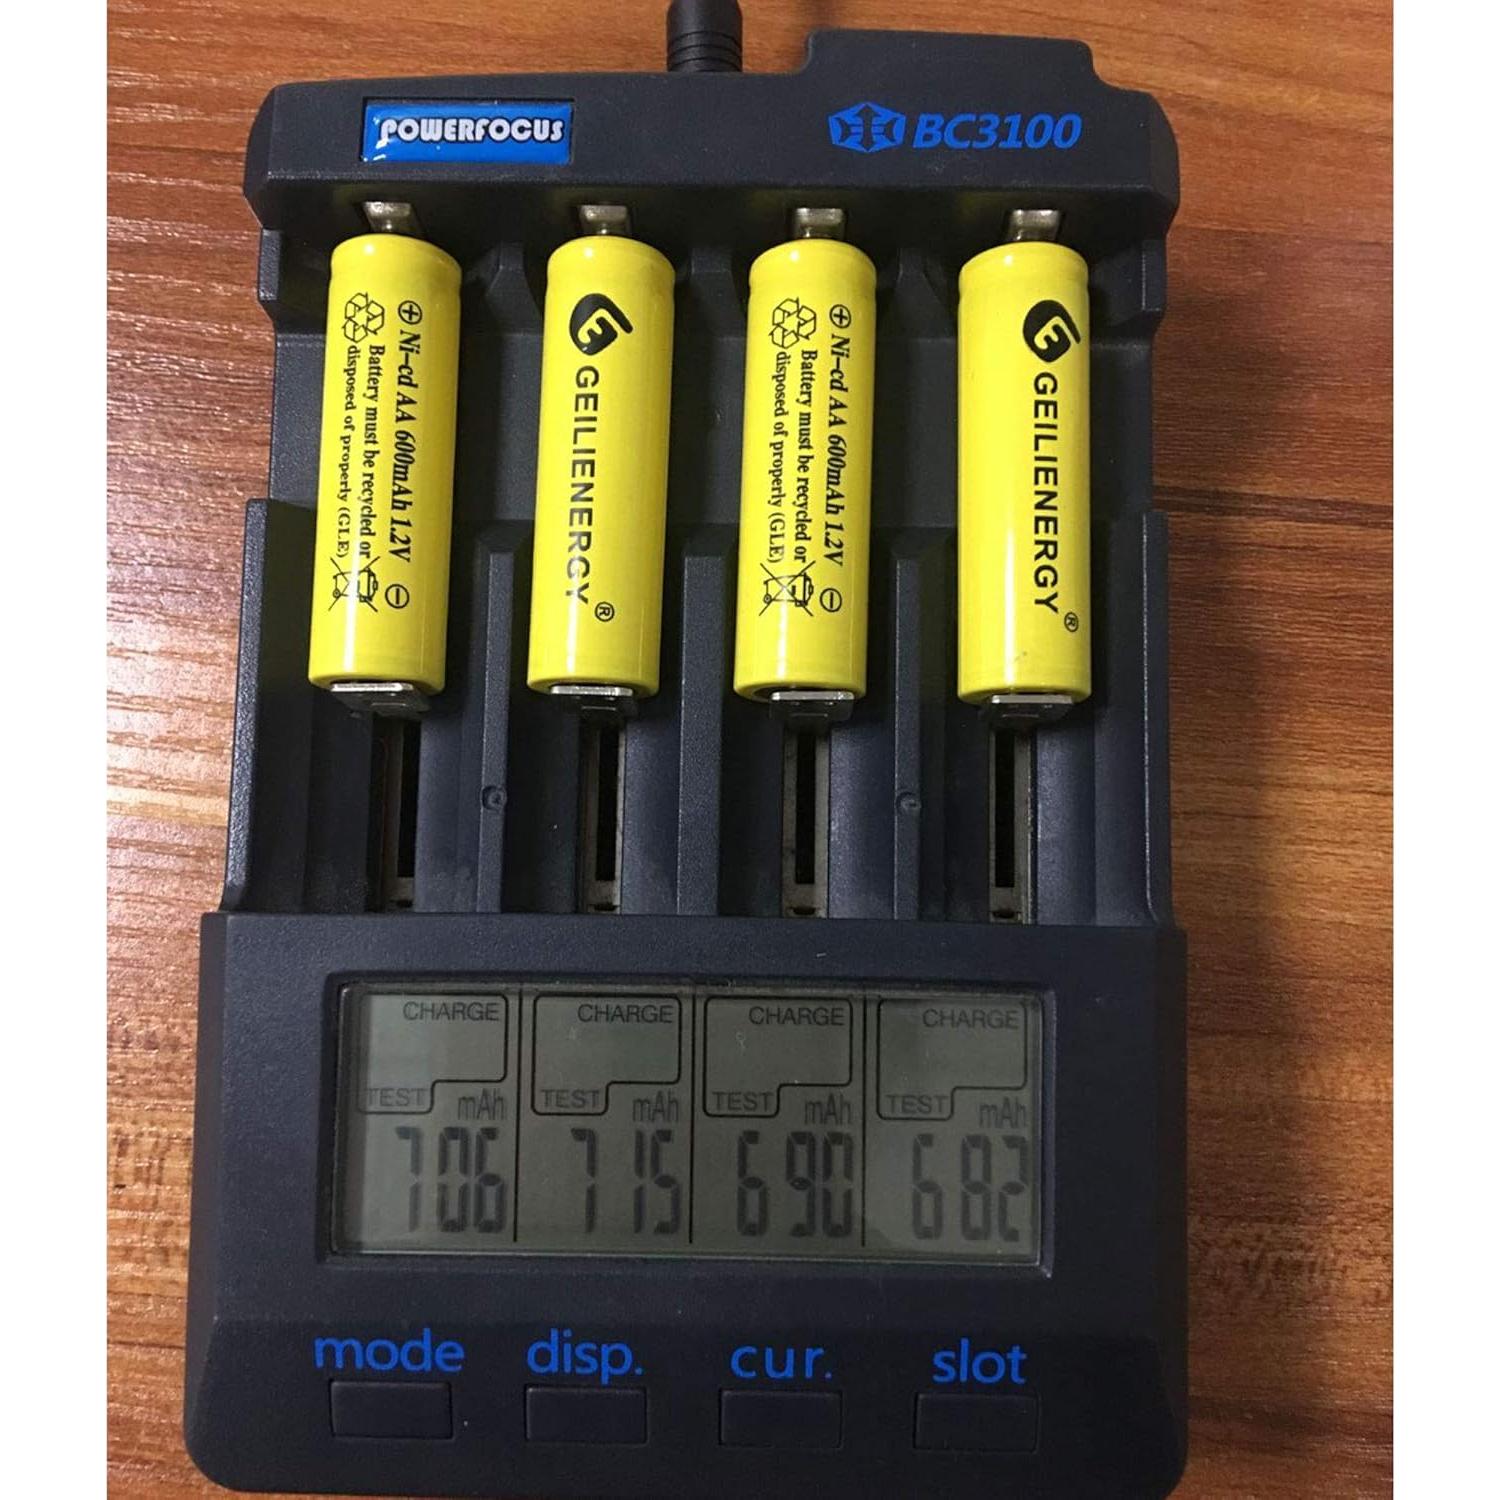 POWERFOCUS
BC3100
Ni-cd AA 600mAh 1.2V
Battery must be recycled or
disposed of properly (GLE)
GEILIENERGY®
Ni-cd AA 600mAh 1.2V
Battery must be recycled or
disposed of properly (GLE)
GEILIENERGY®
CHARGE CHARGE CHARGE CHARGE
TEST TEST TEST TEST
mAh mAh mAh mAh
706 715 690 682
mode disp. cur. slot